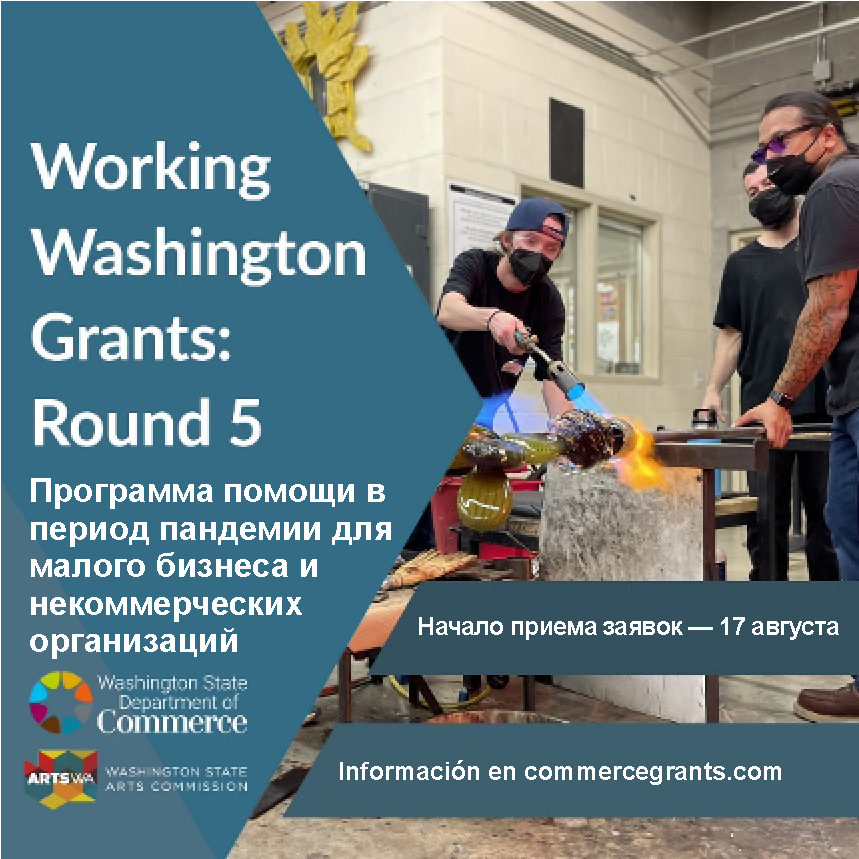 Working
Washington
Grants:
Round 5
Программа помощи в
период пандемии для
малого бизнеса и
некоммерческих
организаций
Washington State
Department of
Commerce
ARTSWA
WASHINGTON STATE
ARTS COMMISSION
Начало приема заявок — 17 августа
Información en commercegrants.com